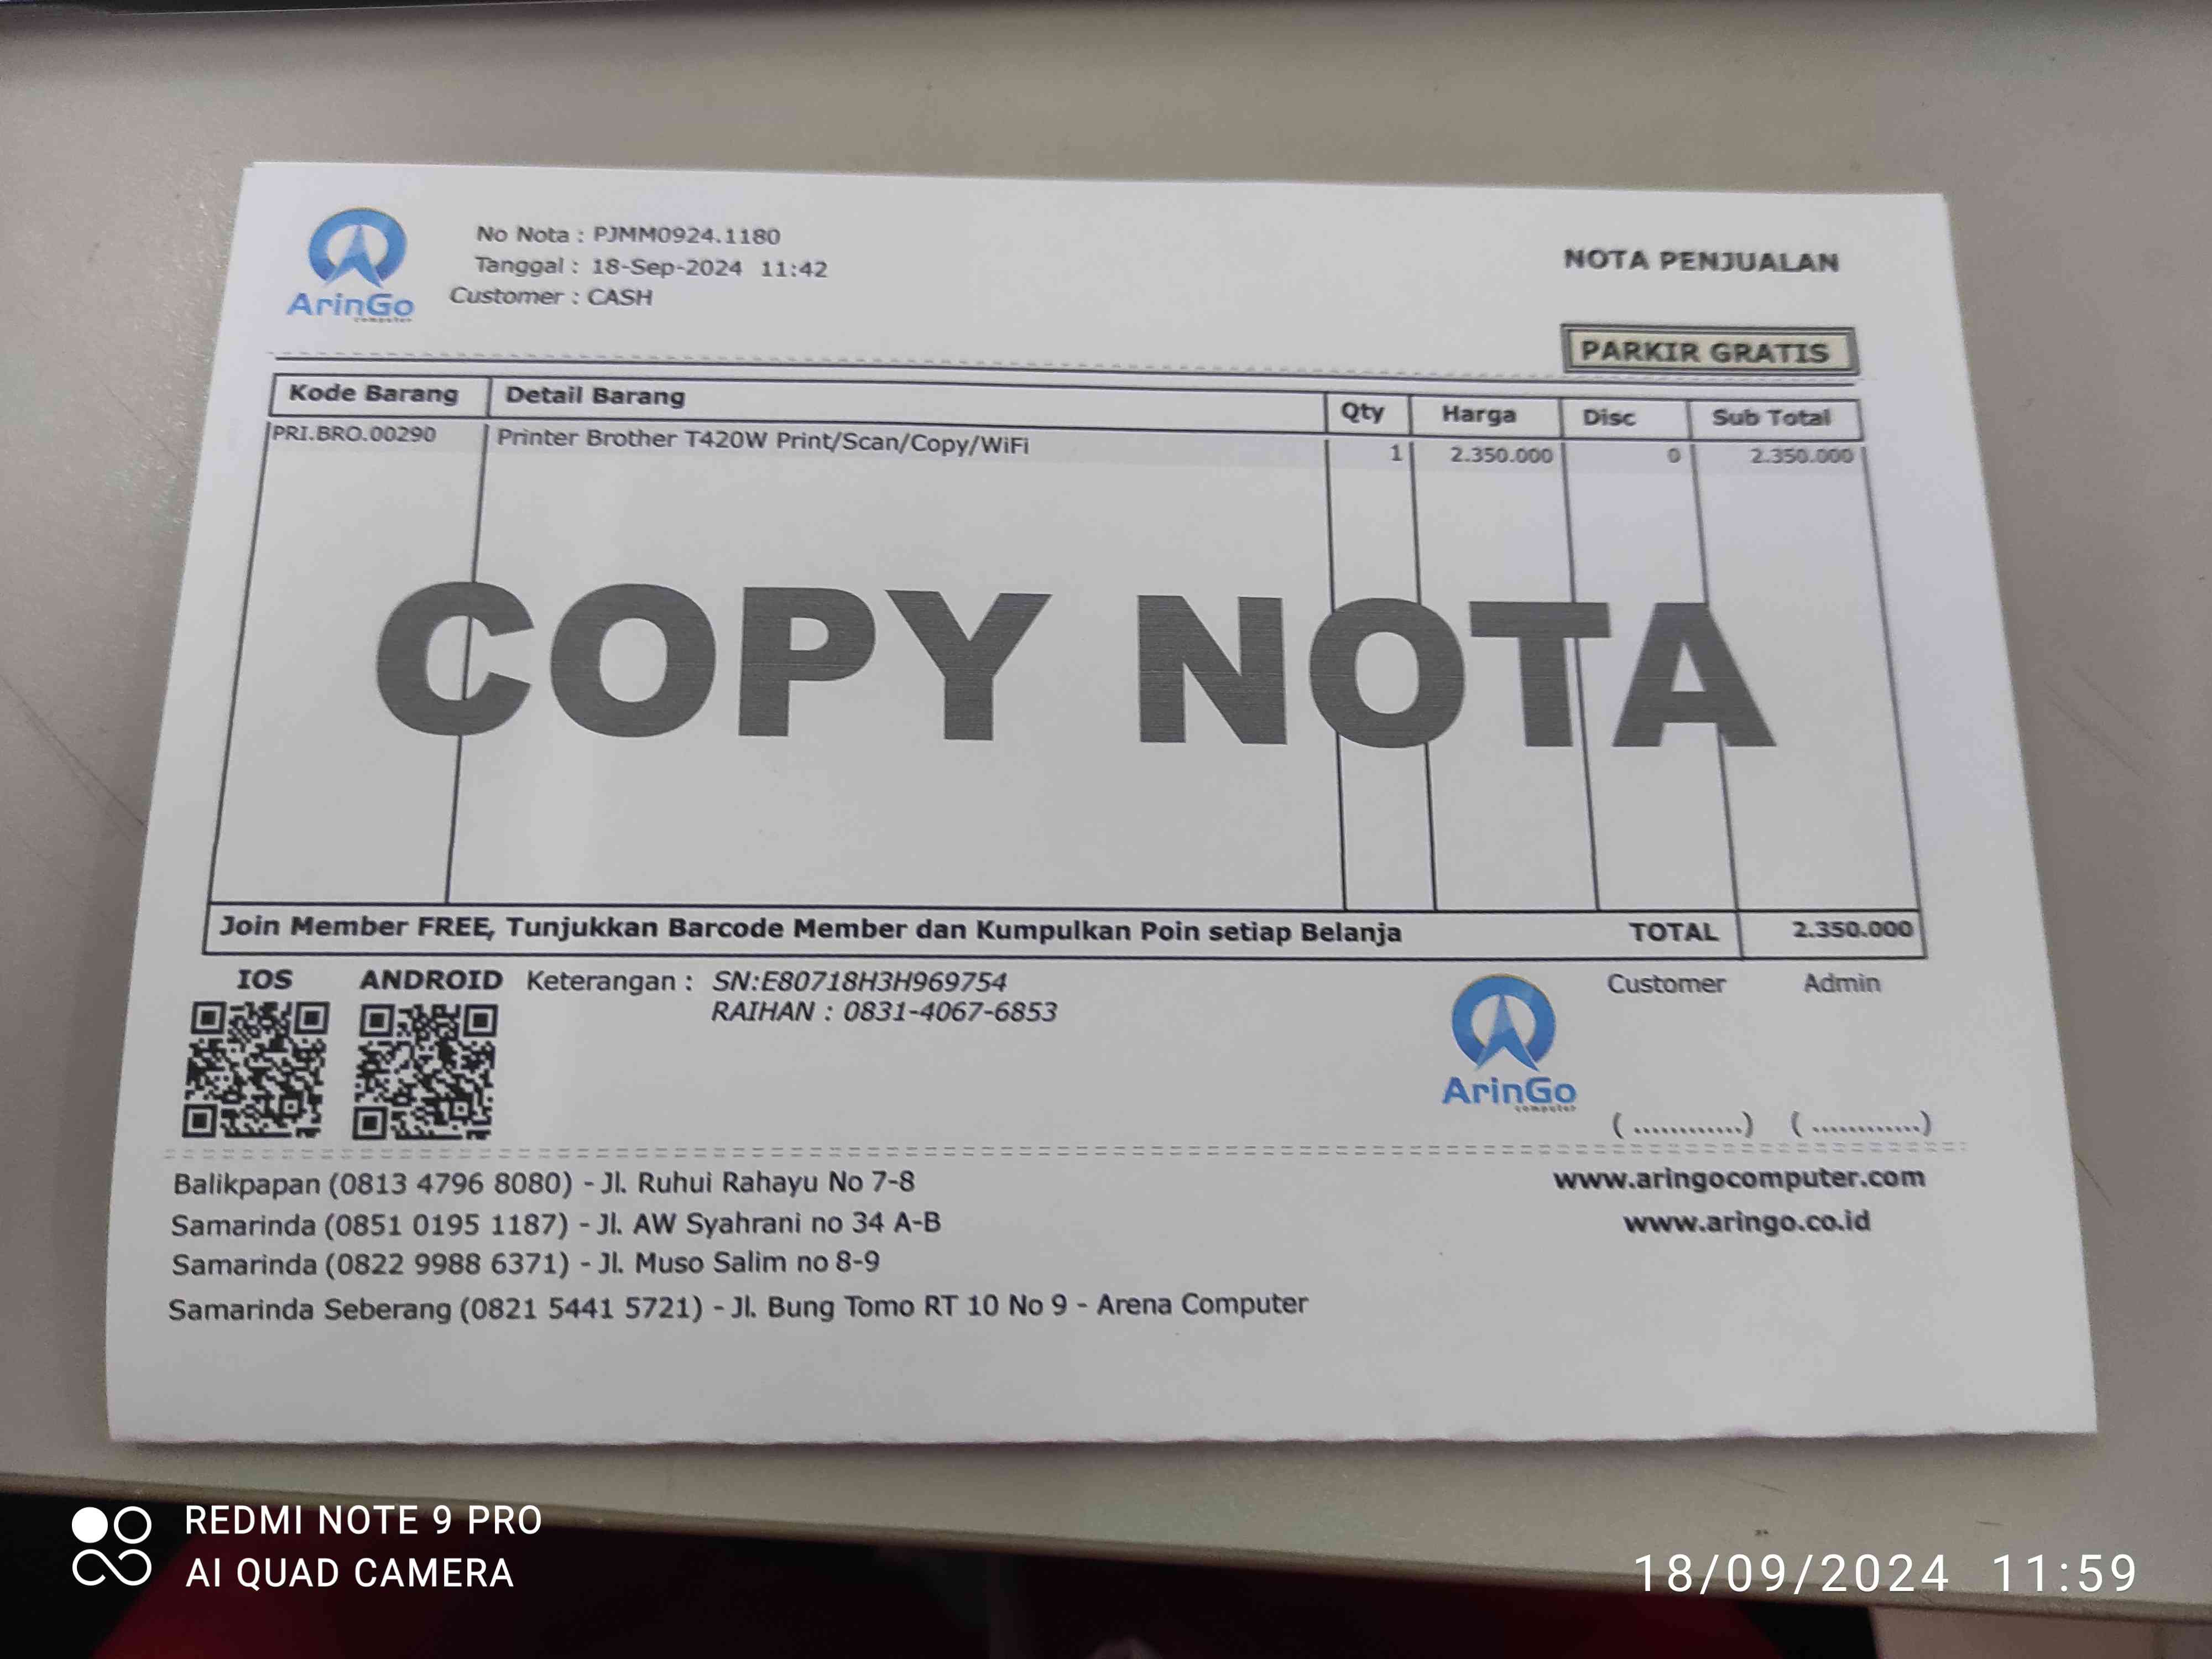 ArinGo
computer
No Nota : PJMM0924.1180
Tanggal : 18-Sep-2024 11:42
Customer : CASH
NOTA PENJUALAN
PARKIR GRATIS
Kode Barang Detail Barang Qty Harga Disc Sub Total
PRI.BRO.00290 Printer Brother T420W Print/Scan/Copy/WiFi 1 2.350.000 0 2.350.000
COPY NOTA
Join Member FREE, Tunjukkan Barcode Member dan Kumpulkan Poin setiap Belanja TOTAL 2.350.000
IOS ANDROID Keterangan : SN:E80718H3H969754
RAIHAN : 0831-4067-6853
ArinGo
computer
Customer Admin
(............) (............)
Balikpapan (0813 4796 8080) - Jl. Ruhui Rahayu No 7-8
Samarinda (0851 0195 1187) - Jl. AW Syahrani no 34 A-B
Samarinda (0822 9988 6371) - Jl. Muso Salim no 8-9
Samarinda Seberang (0821 5441 5721) - Jl. Bung Tomo RT 10 No 9 - Arena Computer
www.aringocomputer.com
www.aringo.co.id
REDMI NOTE 9 PRO
AI QUAD CAMERA
18/09/2024 11:59